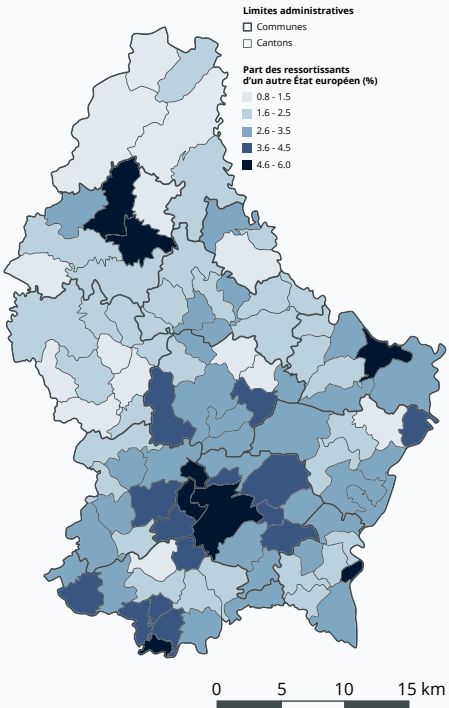 Limites administratives
Communes
Cantons
Part des ressortissants
d'un autre État européen (%)
0.8 - 1.5
1.6 - 2.5
2.6 - 3.5
3.6 - 4.5
4.6 - 6.0
0 5 10 15 km